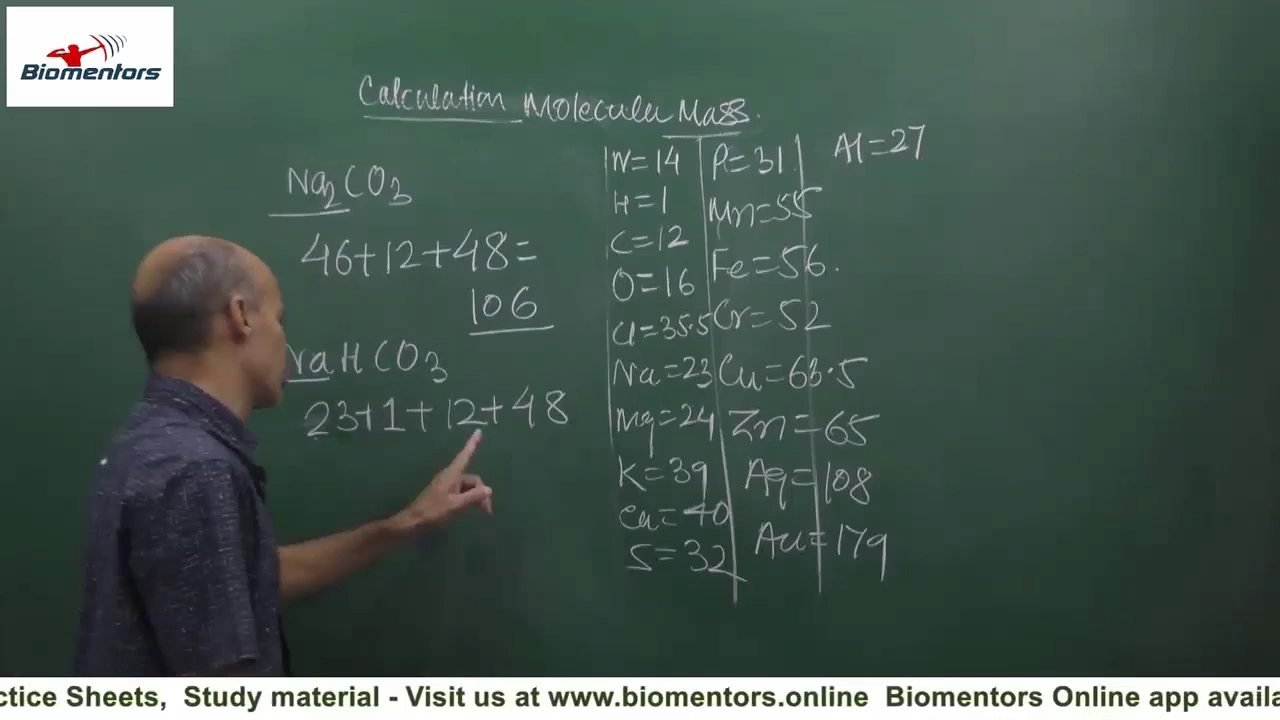 Biomentors
Calculation Molecular Mass.
Na2CO3
46+12+48=
106
NaHCO3
23+1+12+48
N=14
H=1
C=12
O=16
Cl=35.5
Na=23
Mg=24
K=39
Ca=40
S=32
P=31
Mn=55
Fe=56.
Cr=52
Cu=63.5
Zn=65
Ag=108
Au=179
Al=27
ctice Sheets, Study material - Visit us at www.biomentors.online Biomentors Online app availa